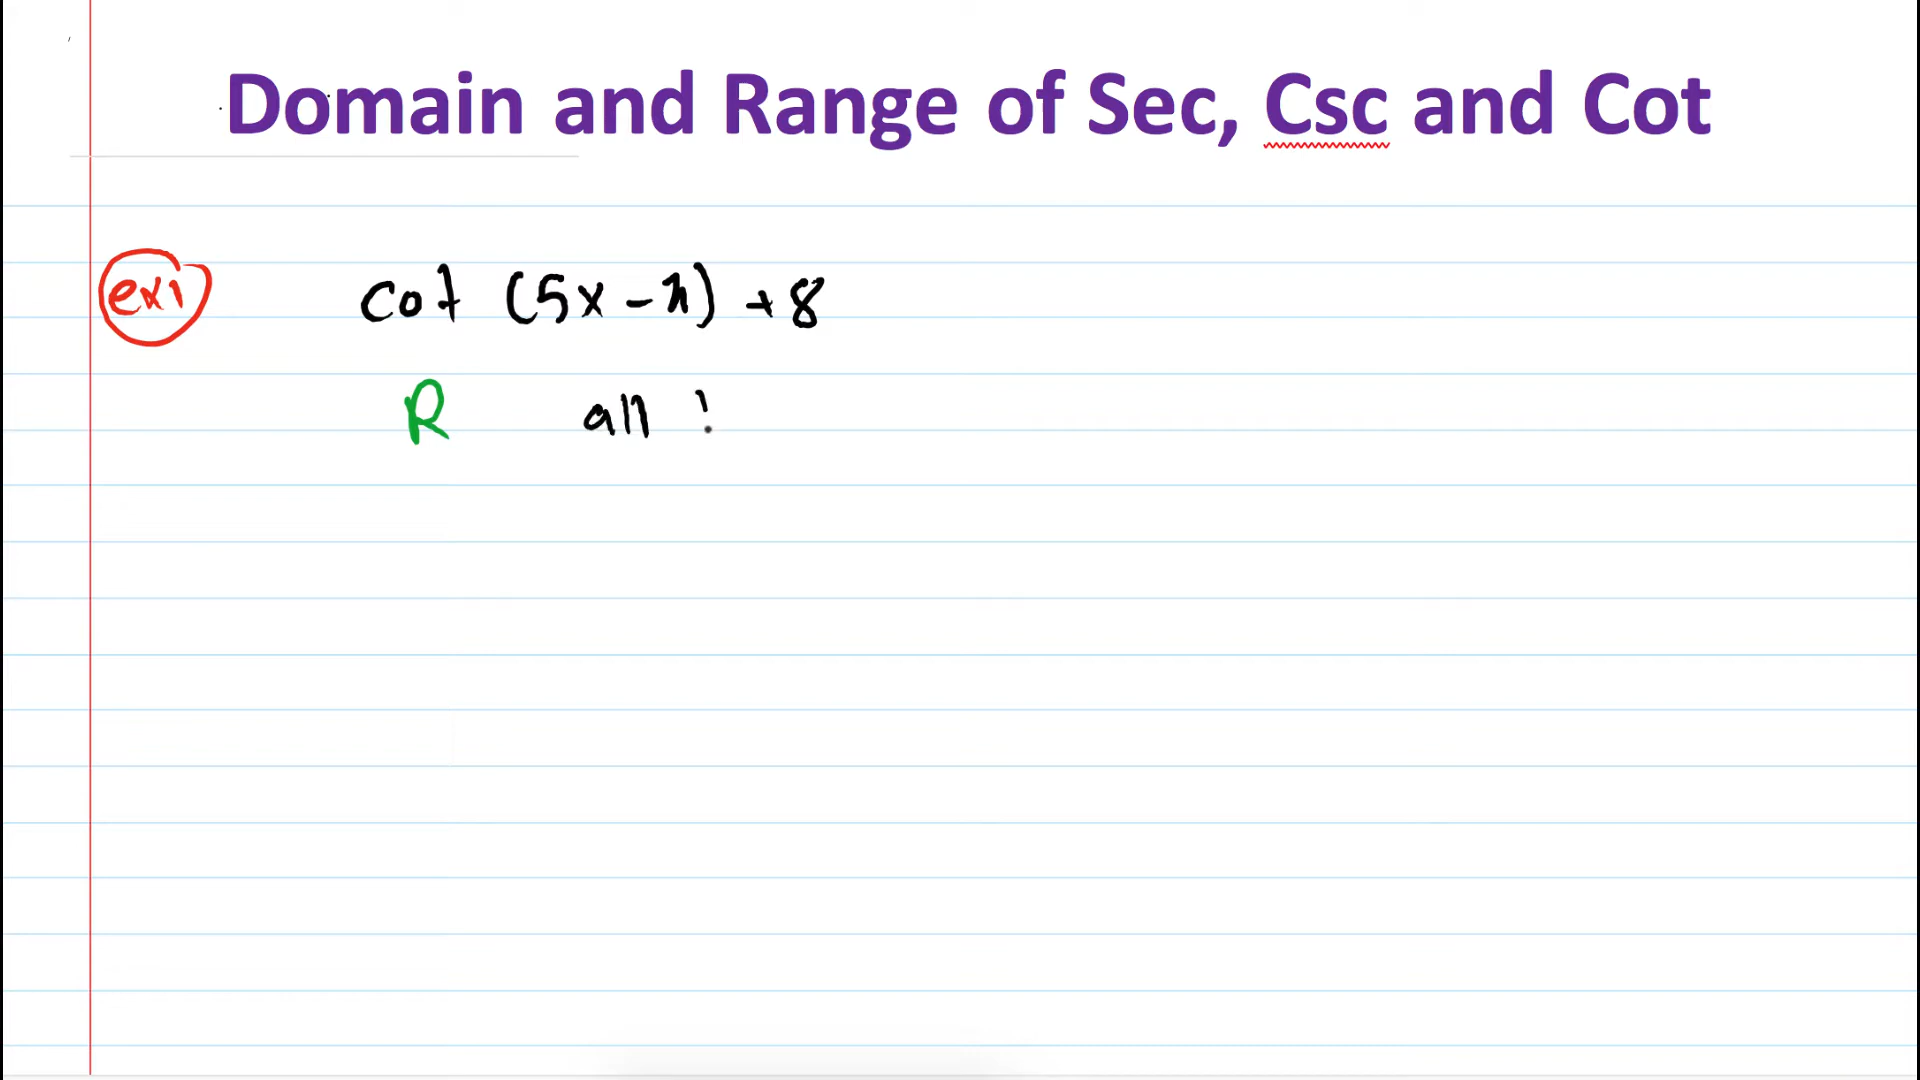 Domain and Range of Sec, Csc and Cot
ex1 cot (5x - π) + 8
R all